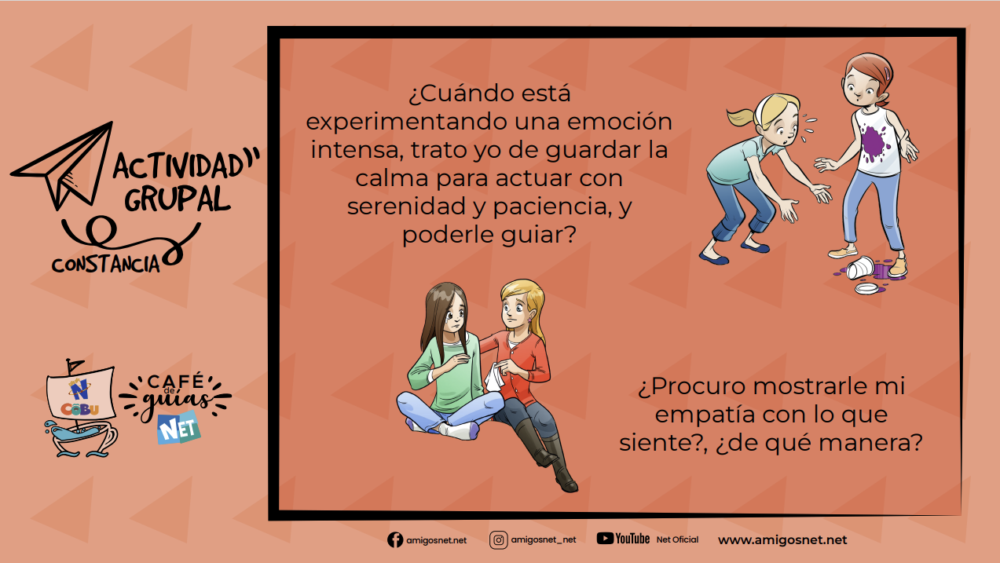 ACTIVIDAD
GRUPAL
CONSTANCIA
N
COBU
CAFÉ
de
guías
NET
¿Cuándo está
experimentando una emoción
intensa, trato yo de guardar la
calma para actuar con
serenidad y paciencia, y
poderle guiar?
¿Procuro mostrarle mi
empatía con lo que
siente?, ¿de qué manera?
amigosnet.net
amigosnet_net
YouTube Net Oficial
www.amigosnet.net